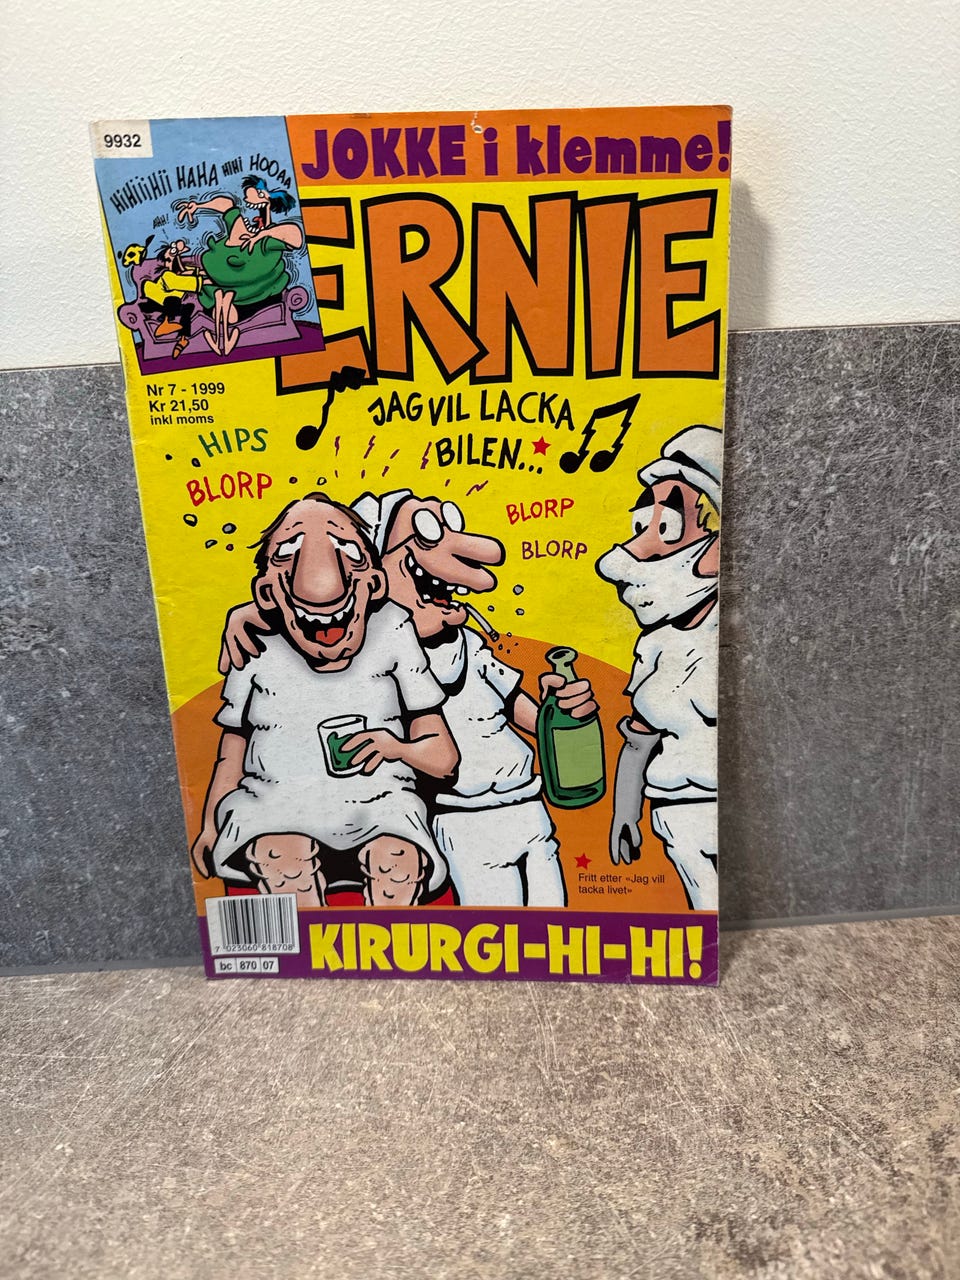 9932
JOKKE i klemme!
HiHiiHii HAHA HiHi HOOAA
AHH!
ERNIE
Nr 7 - 1999
Kr 21,50
inkl moms
JAG VIL LACKA
BILEN...★
HIPS
BLORP
BLORP
BLORP
★
Fritt etter «Jag vill
tacka livet»
7 023060 818708
bc 870 07
KIRURGI-HI-HI!